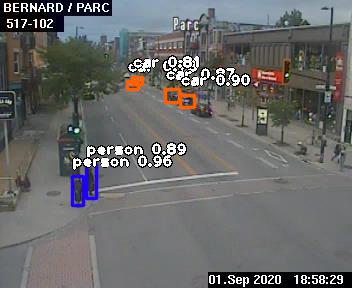 BERNARD / PARC
517-102
Parc
car 0.81
car 0.87
car 0.90
person 0.89
person 0.96
01.Sep 2020 18:58:29